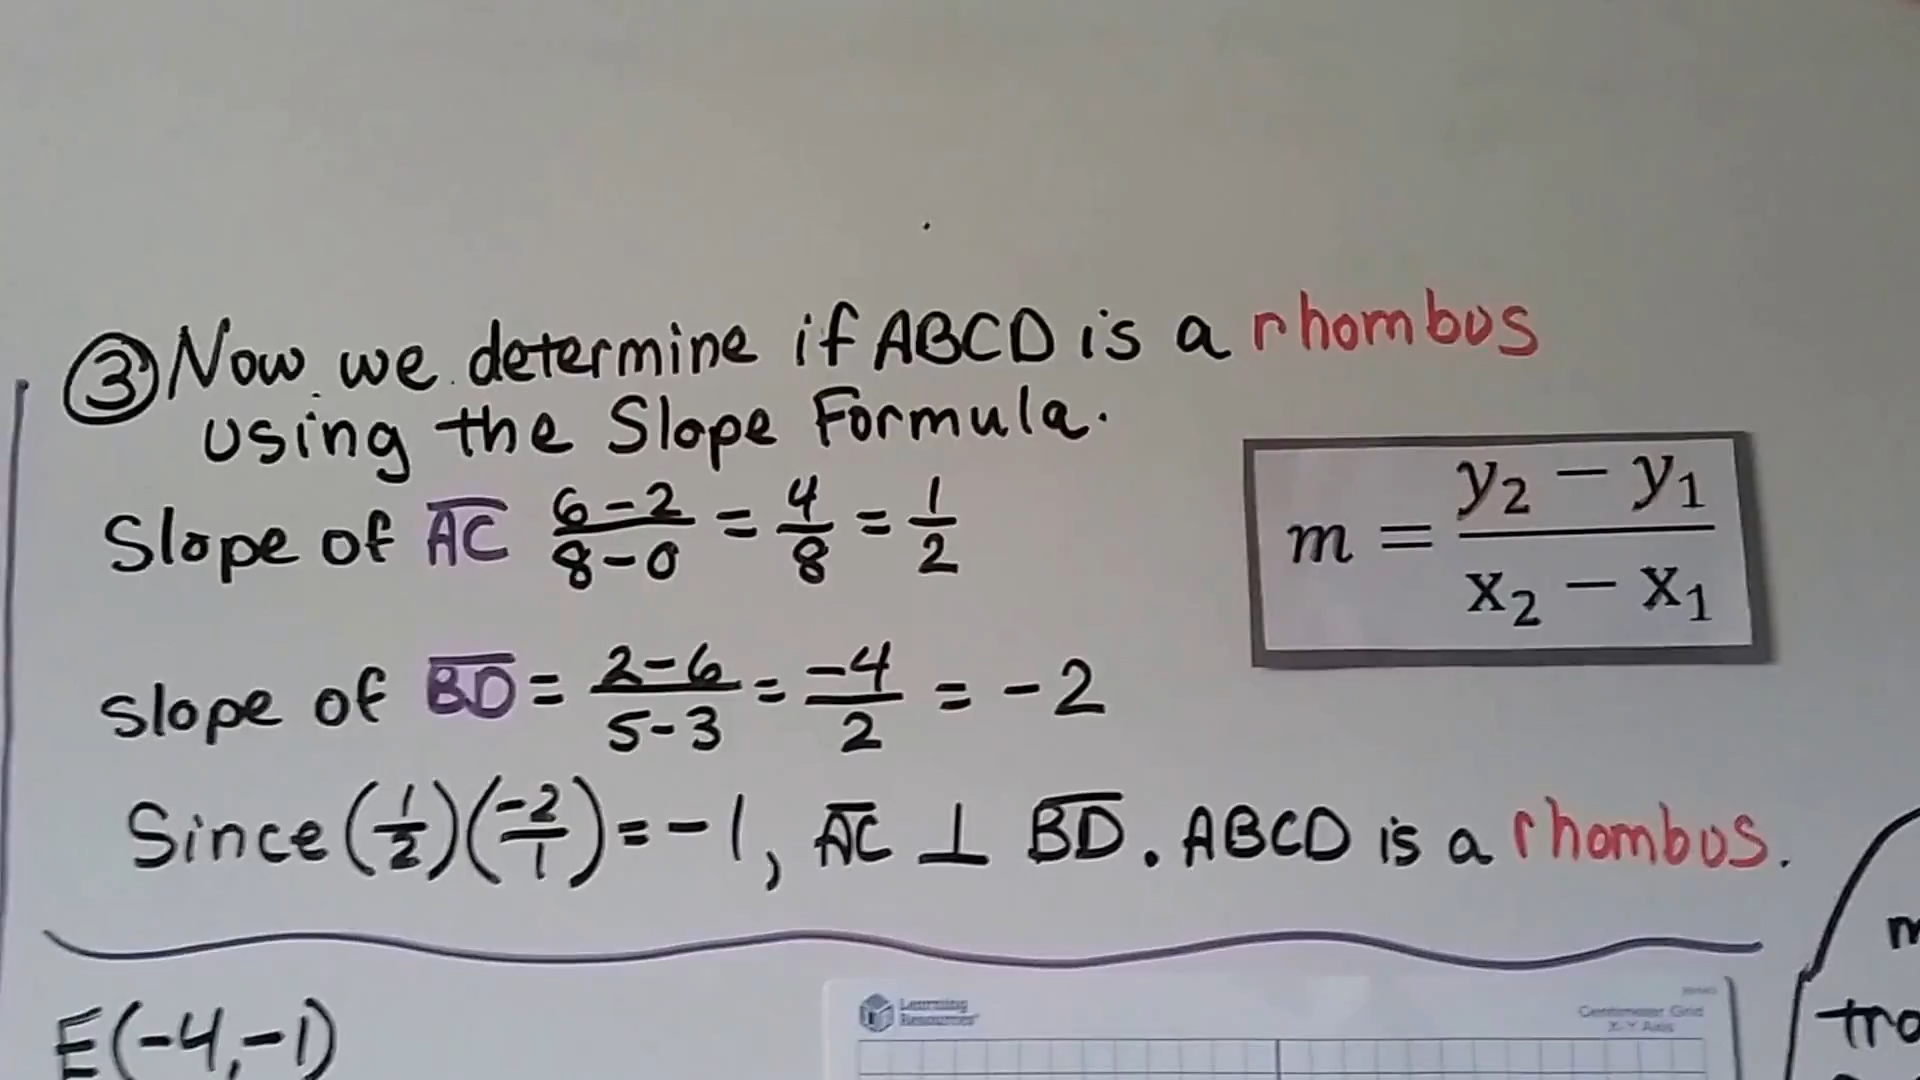 ③ Now we determine if ABCD is a rhombus
using the Slope Formula.
Slope of AC 6-2/8-0 = 4/8 = 1/2
m = y₂ − y₁ / x₂ − x₁
slope of BD = 2-6/5-3 = -4/2 = -2
Since (1/2)(-2/1) = -1, AC ⊥ BD. ABCD is a rhombus.
E(-4,-1)
Learning
Resources
Centimeter Grid
X-Y Axis
m
tro